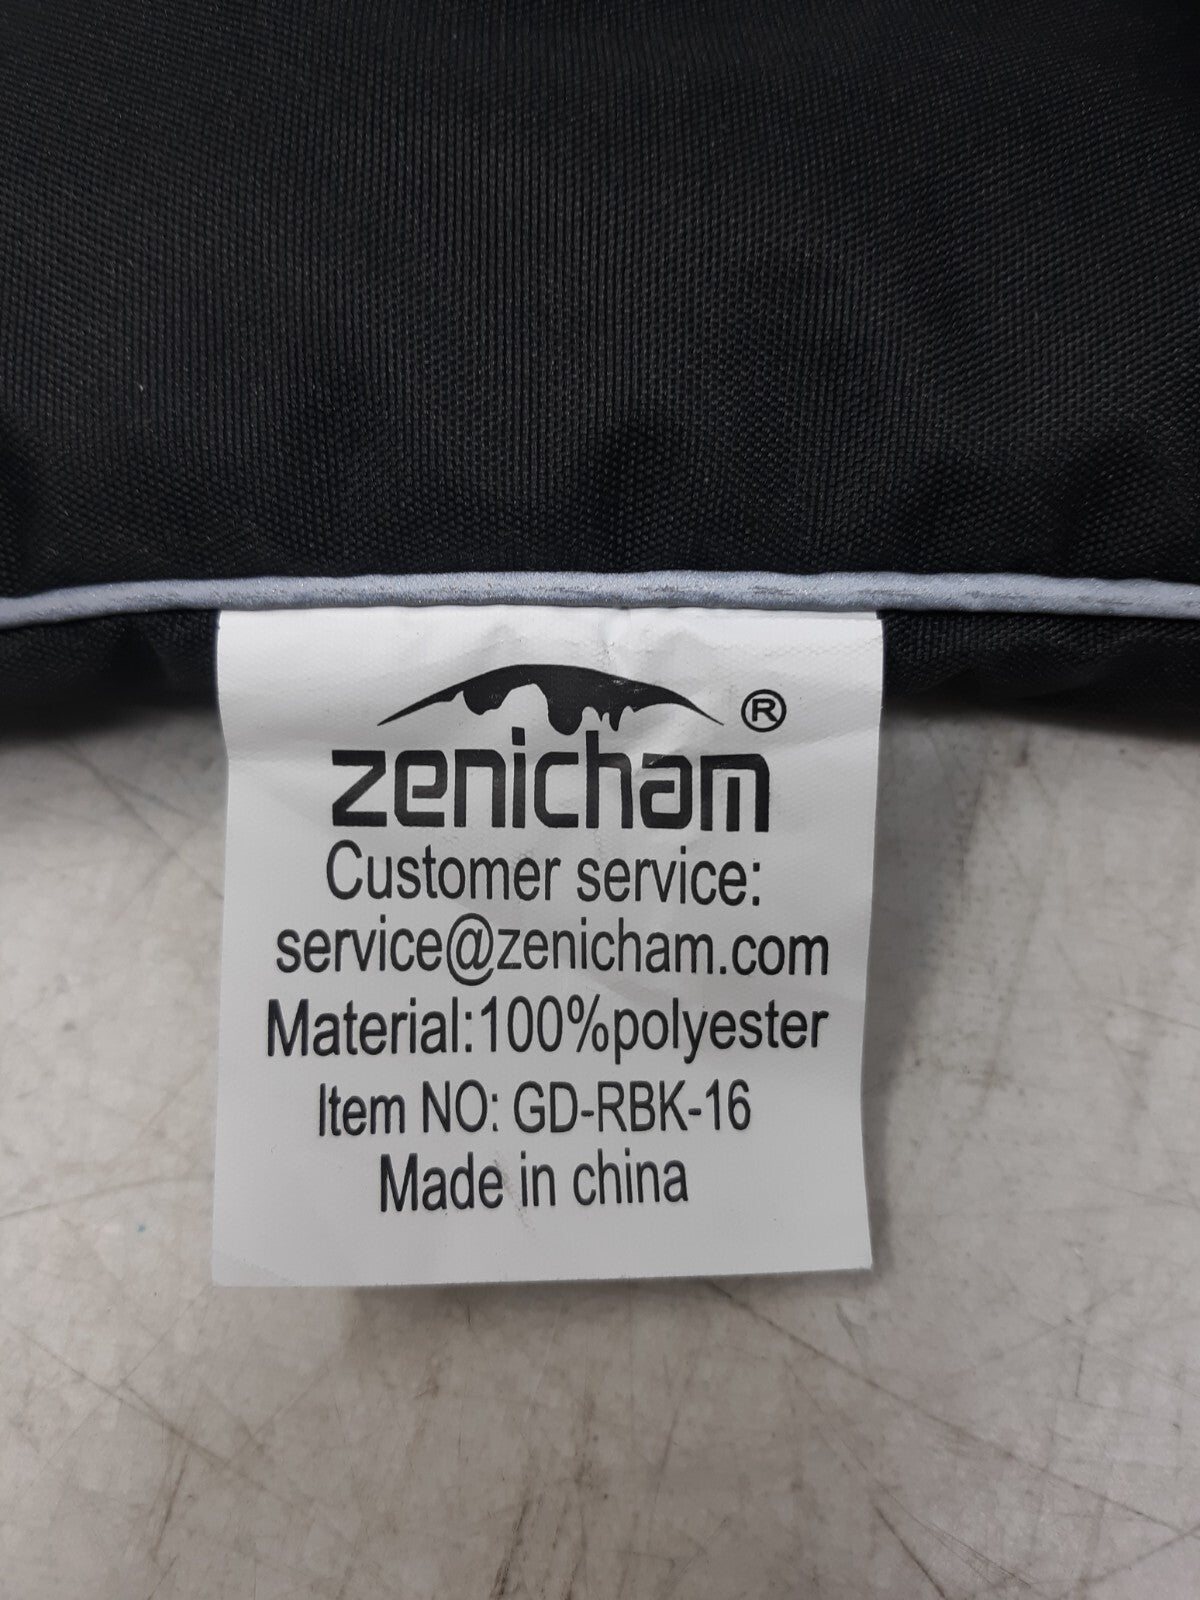 ®
zenicham
Customer service:
service@zenicham.com
Material:100%polyester
Item NO: GD-RBK-16
Made in china